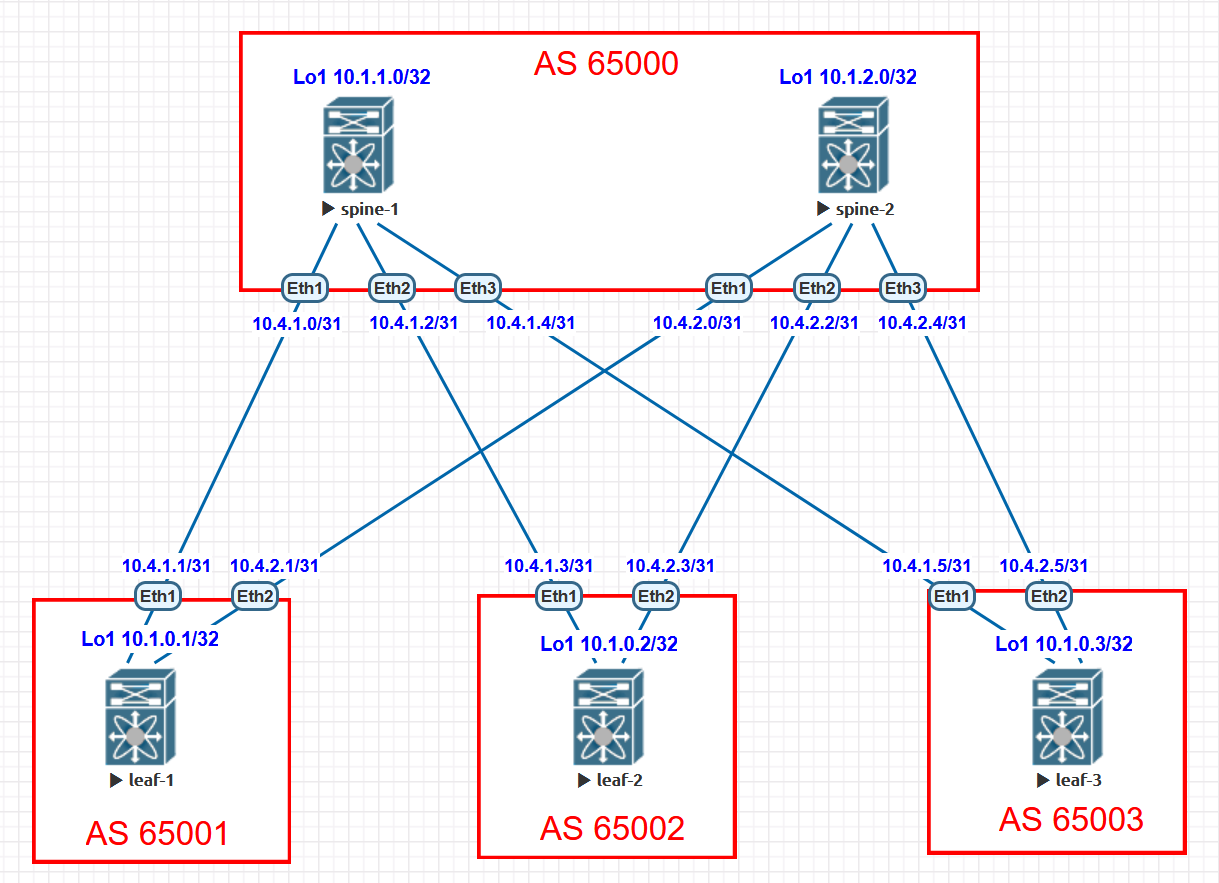 AS 65000
Lo1 10.1.1.0/32
Lo1 10.1.2.0/32
spine-1
spine-2
Eth1
Eth2
Eth3
Eth1
Eth2
Eth3
10.4.1.0/31
10.4.1.2/31
10.4.1.4/31
10.4.2.0/31
10.4.2.2/31
10.4.2.4/31
10.4.1.1/31
10.4.2.1/31
10.4.1.3/31
10.4.2.3/31
10.4.1.5/31
10.4.2.5/31
Eth1
Eth2
Eth1
Eth2
Eth1
Eth2
Lo1 10.1.0.1/32
Lo1 10.1.0.2/32
Lo1 10.1.0.3/32
leaf-1
leaf-2
leaf-3
AS 65001
AS 65002
AS 65003